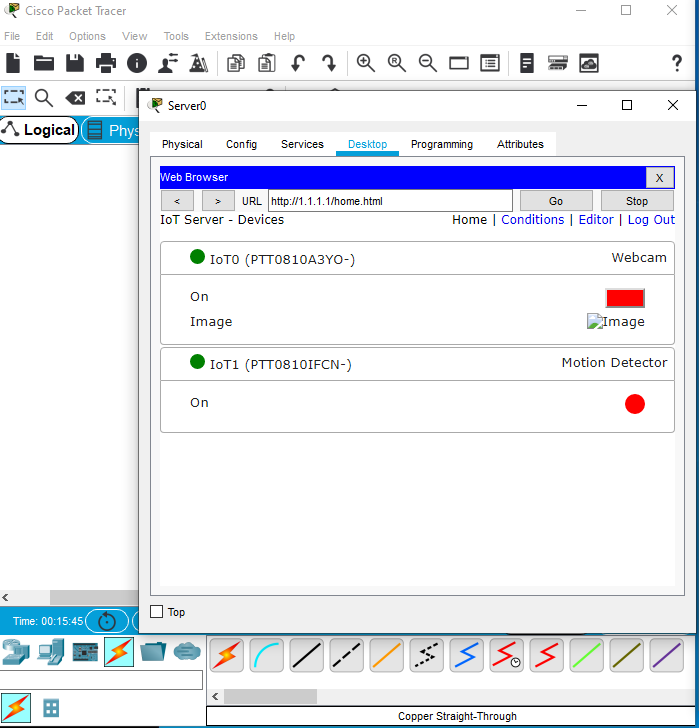 Cisco Packet Tracer
File Edit Options View Tools Extensions Help
Logical
Server0
Physical Config Services Desktop Programming Attributes
Web Browser X
< > URL http://1.1.1.1/home.html Go Stop
IoT Server - Devices Home | Conditions | Editor | Log Out
IoT0 (PTT0810A3YO-) Webcam
On
Image Image
IoT1 (PTT0810IFCN-) Motion Detector
On
Top
Time: 00:15:45
Copper Straight-Through